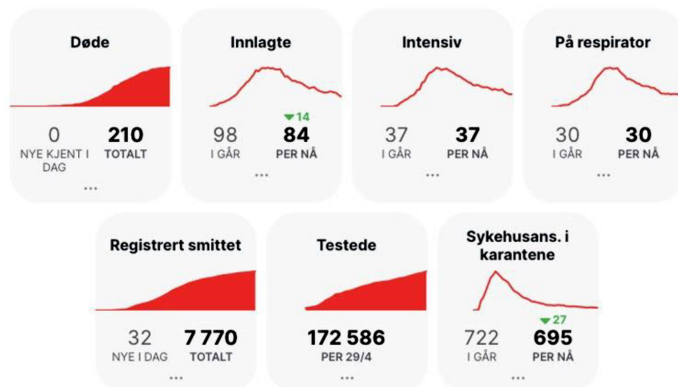 Døde
0
NYE KJENT I
DAG
210
TOTALT
...
Innlagte
98
I GÅR
▼14
84
PER NÅ
...
Intensiv
37
I GÅR
37
PER NÅ
...
På respirator
30
I GÅR
30
PER NÅ
...
Registrert smittet
32
NYE I DAG
7 770
TOTALT
...
Testede
172 586
PER 29/4
...
Sykehusans. i
karantene
722
I GÅR
▼27
695
PER NÅ
...